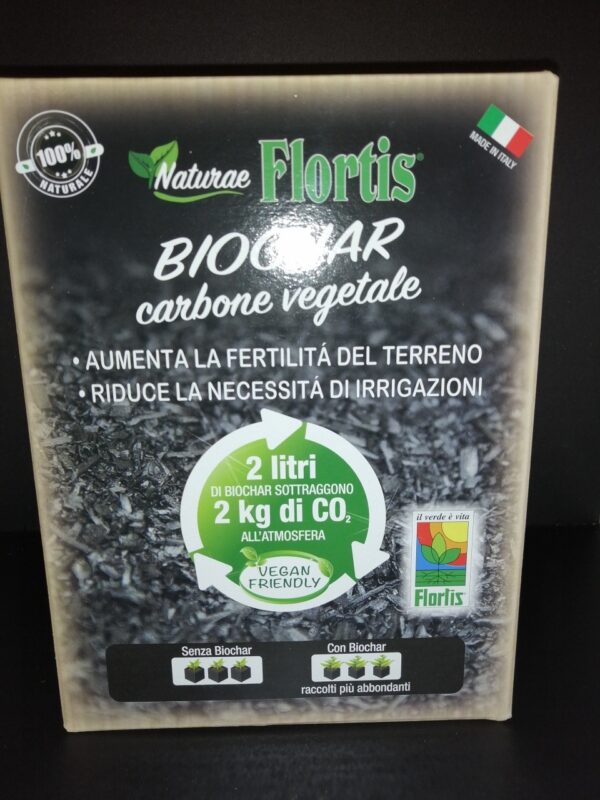 100%
NATURALE
MADE IN ITALY
Naturae Flortis®
BIOCHAR
carbone vegetale
• AUMENTA LA FERTILITÁ DEL TERRENO
• RIDUCE LA NECESSITÁ DI IRRIGAZIONI
2 litri
DI BIOCHAR SOTTRAGGONO
2 kg di CO₂
ALL'ATMOSFERA
VEGAN
FRIENDLY
il verde è vita
Flortis
Senza Biochar
Con Biochar
raccolti più abbondanti